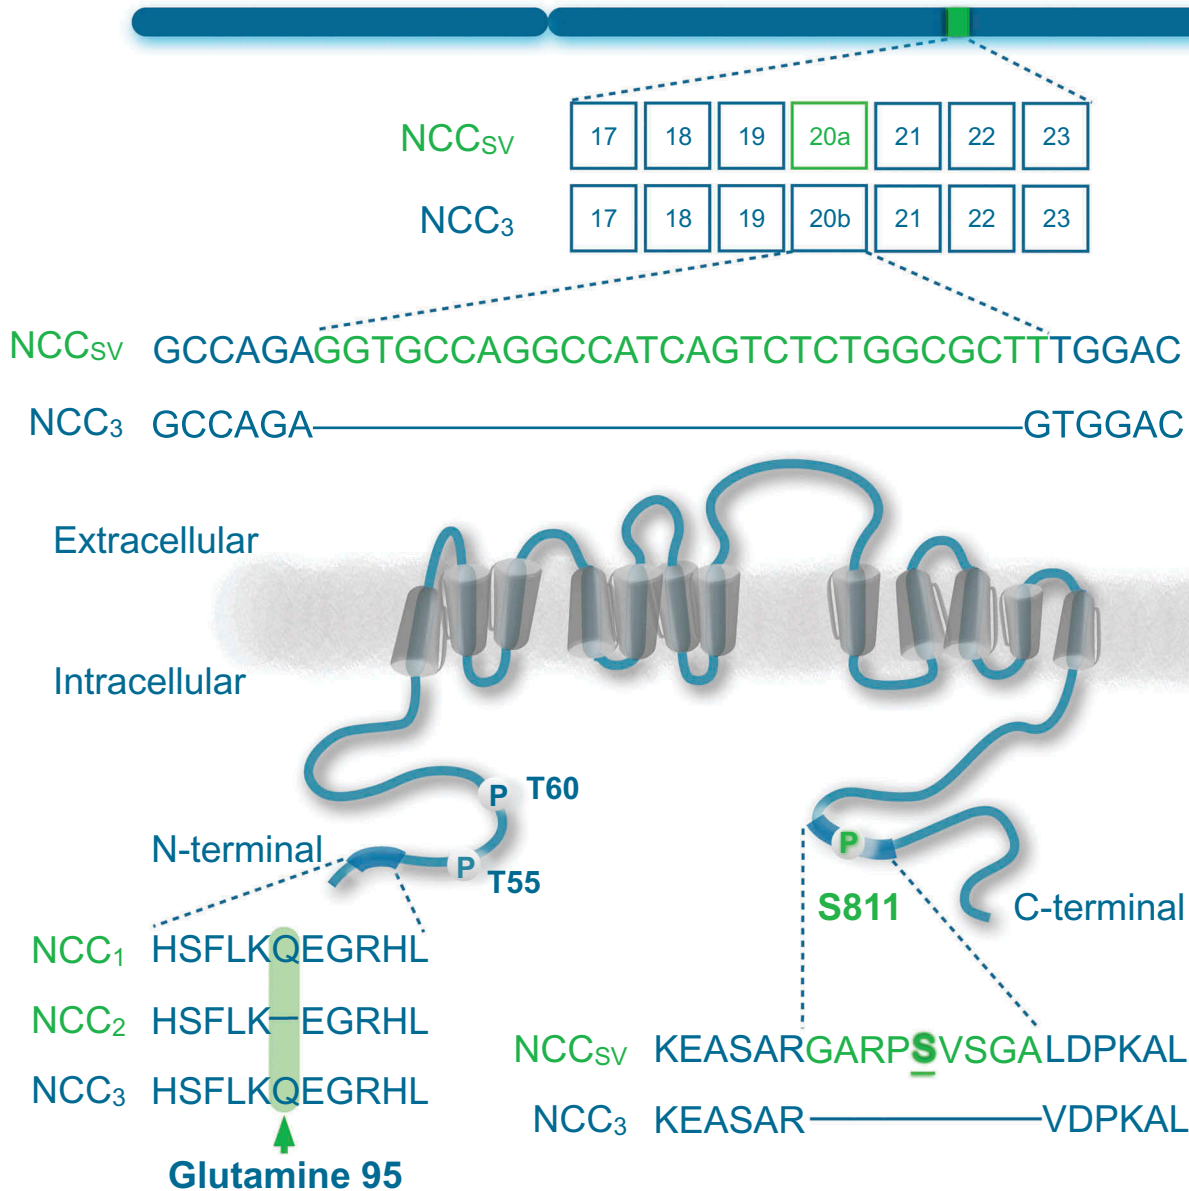 NCCSV 17 18 19 20a 21 22 23
NCC3 17 18 19 20b 21 22 23
NCCSV GCCAGAGGTGCCAGGCCATCAGTCTCTGGCGCTTTGGAC
NCC3 GCCAGA GTGGAC
Extracellular
Intracellular
P T60
N-terminal
P T55
P
S811
C-terminal
NCC1 HSFLKQEGRHL
NCC2 HSFLK—EGRHL
NCC3 HSFLKQEGRHL
Glutamine 95
NCCSV KEASARGARPSVSGALDPKAL
NCC3 KEASAR VDPKAL